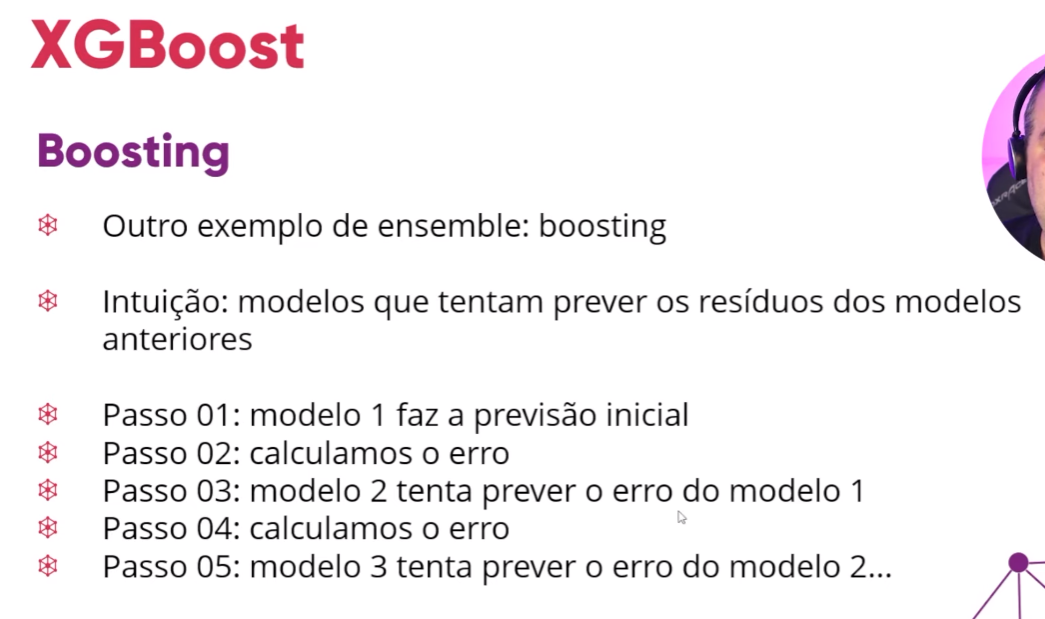 XGBoost
Boosting
Outro exemplo de ensemble: boosting
Intuição: modelos que tentam prever os resíduos dos modelos
anteriores
Passo 01: modelo 1 faz a previsão inicial
Passo 02: calculamos o erro
Passo 03: modelo 2 tenta prever o erro do modelo 1
Passo 04: calculamos o erro
Passo 05: modelo 3 tenta prever o erro do modelo 2...